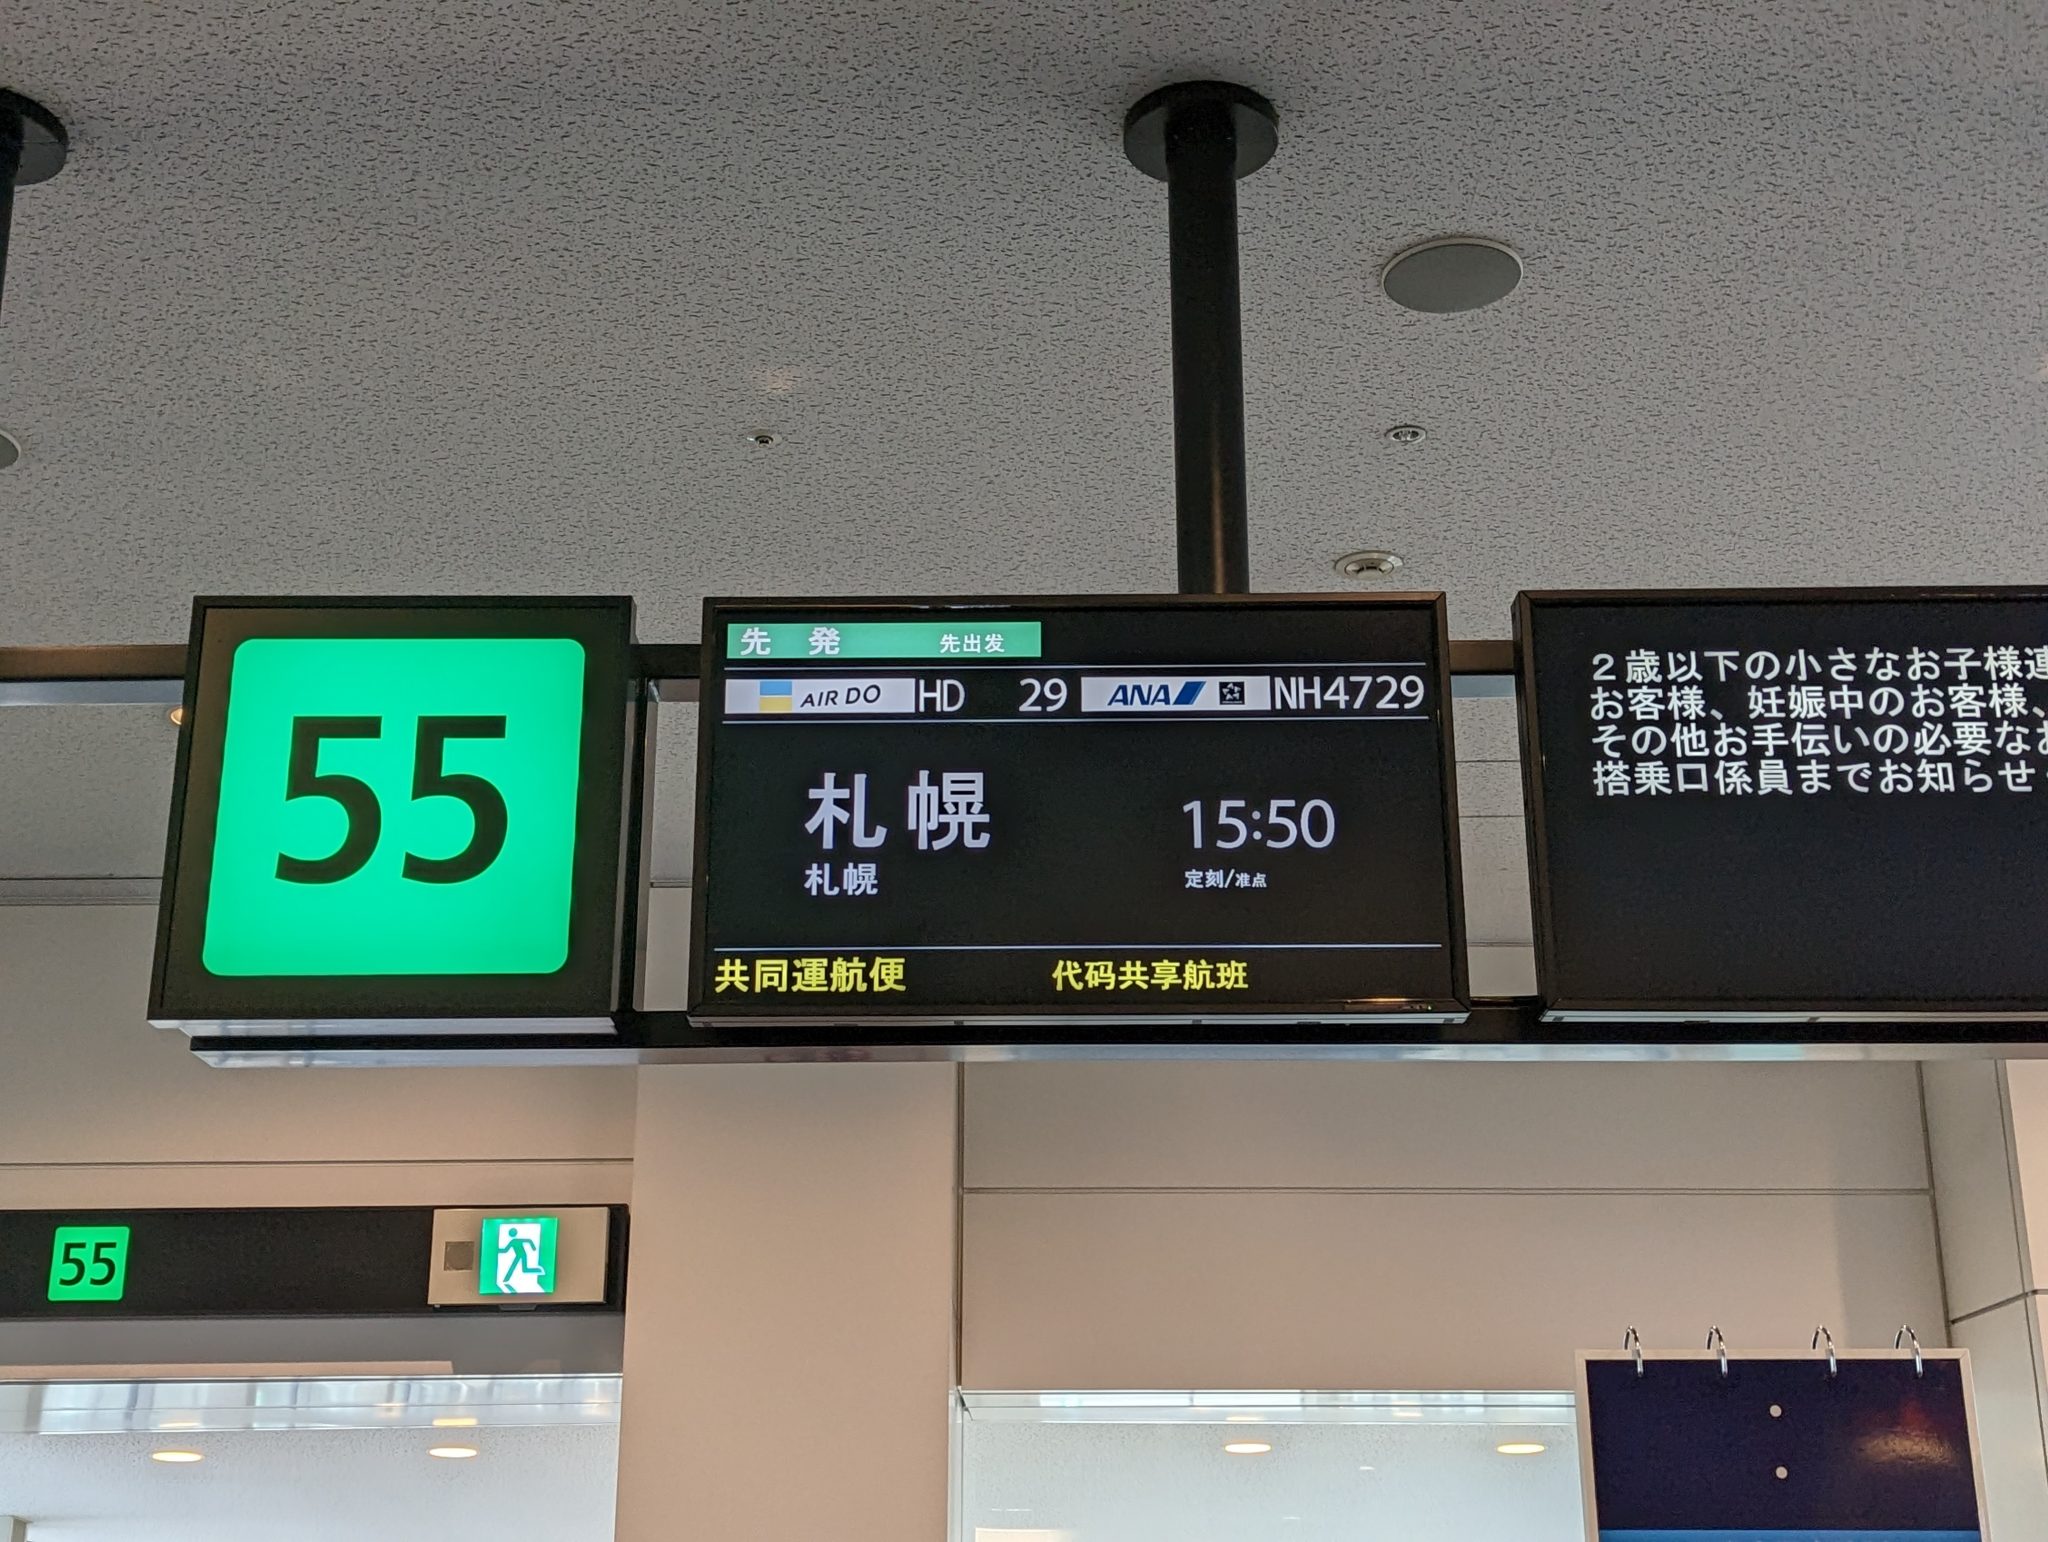 55
先 発 先出发
AIR DO HD 29 ANA NH4729
札幌 15:50
札幌 定刻/准点
共同運航便 代码共享航班
2歳以下の小さなお子様連
お客様、妊娠中のお客様、
その他お手伝いの必要なお
搭乗口係員までお知らせ
55